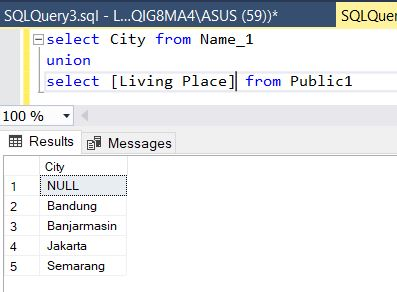 SQLQuery3.sql - L...QIG8MA4\ASUS (59))*
SQLQue
select City from Name_1
union
select [Living Place] from Public1
100 %
Results
Messages
City
1 NULL
2 Bandung
3 Banjarmasin
4 Jakarta
5 Semarang